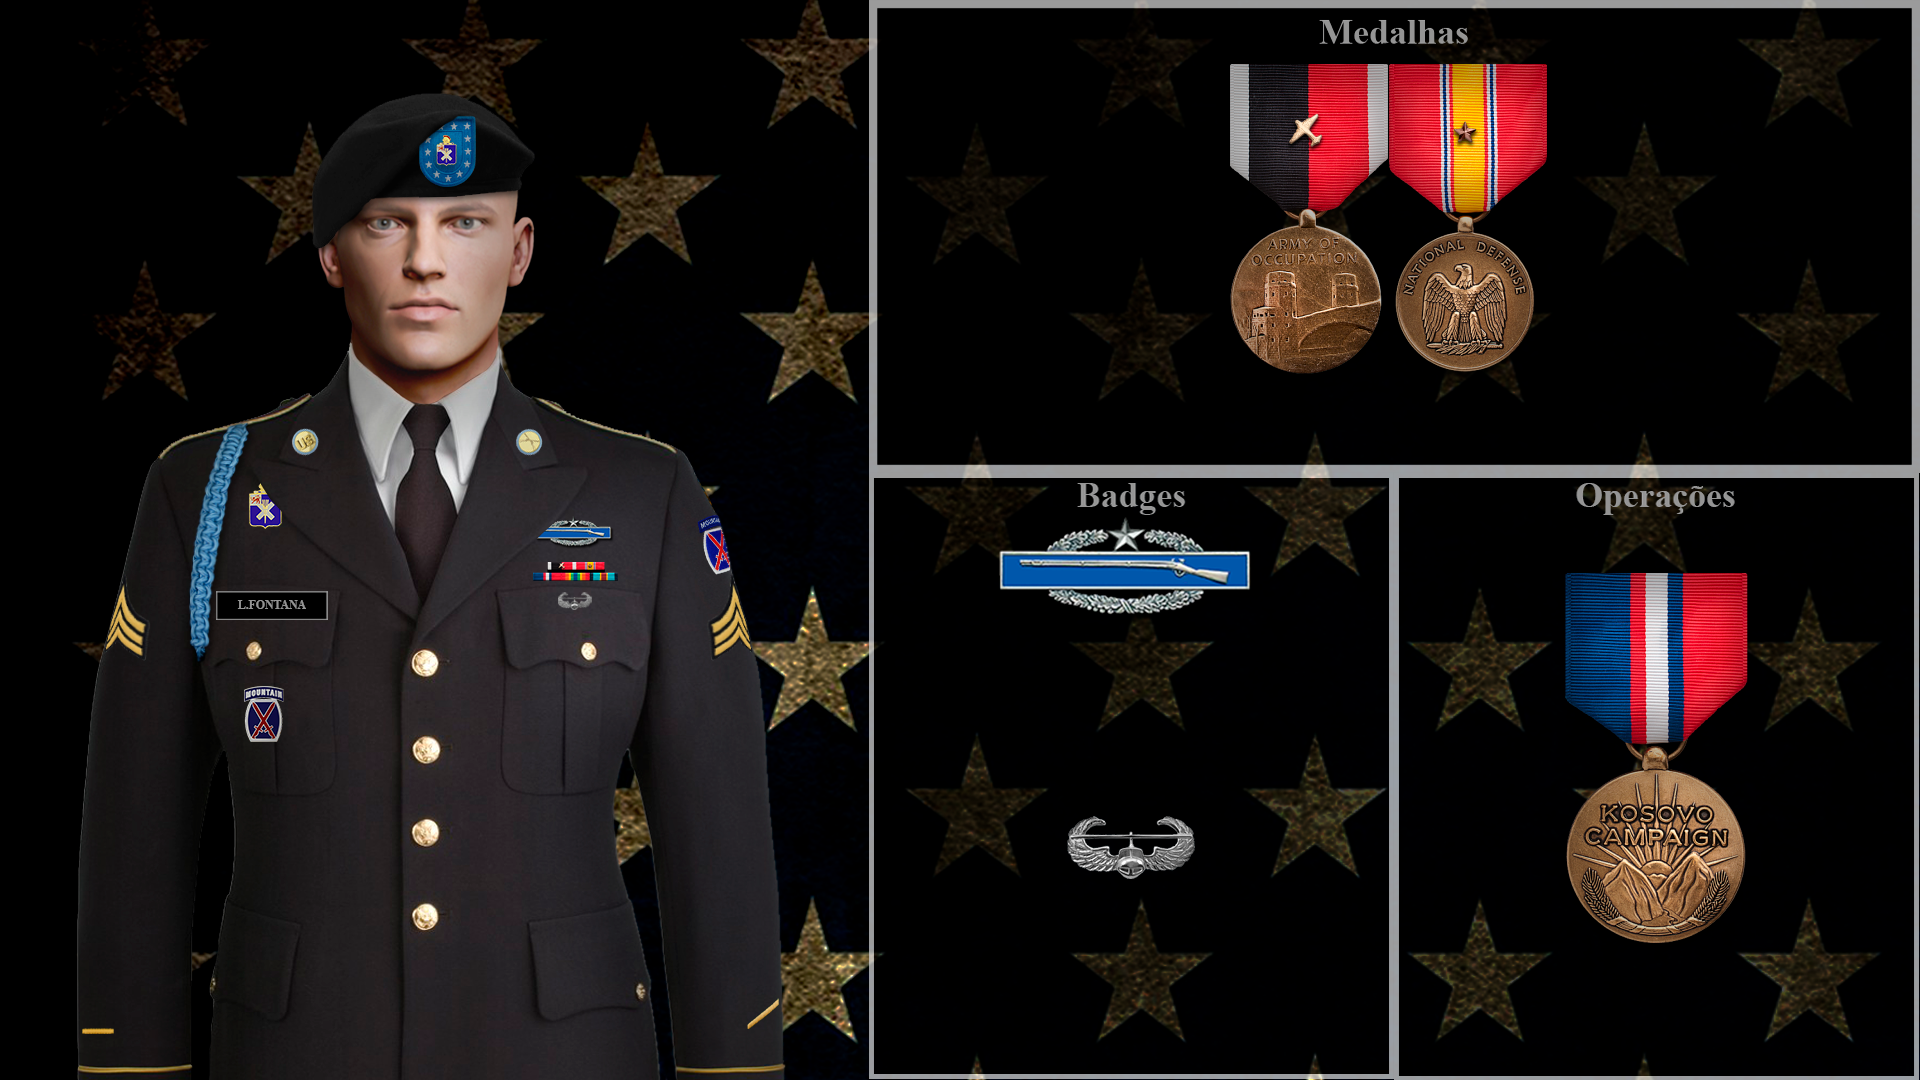 Medalhas
ARMY OF
OCCUPATION
NATIONAL DEFENSE
Badges
Operações
KOSOVO
CAMPAIGN
U.S
L.FONTANA
MOUNTAIN